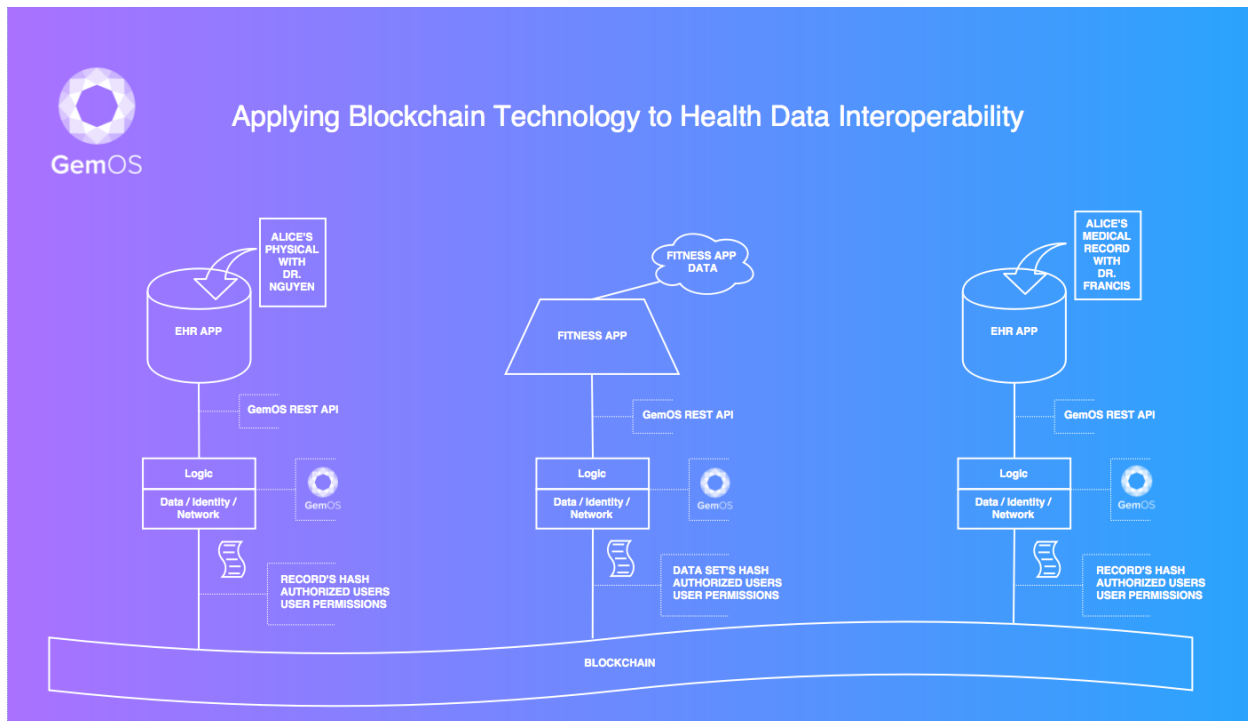 GemOS
Applying Blockchain Technology to Health Data Interoperability
ALICE'S
PHYSICAL
WITH
DR.
NGUYEN
EHR APP
GemOS REST API
Logic
Data / Identity /
Network
GemOS
RECORD'S HASH
AUTHORIZED USERS
USER PERMISSIONS
FITNESS APP
DATA
FITNESS APP
GemOS REST API
Logic
Data / Identity /
Network
GemOS
DATA SET'S HASH
AUTHORIZED USERS
USER PERMISSIONS
ALICE'S
MEDICAL
RECORD
WITH
DR.
FRANCIS
EHR APP
GemOS REST API
Logic
Data / Identity /
Network
GemOS
RECORD'S HASH
AUTHORIZED USERS
USER PERMISSIONS
BLOCKCHAIN